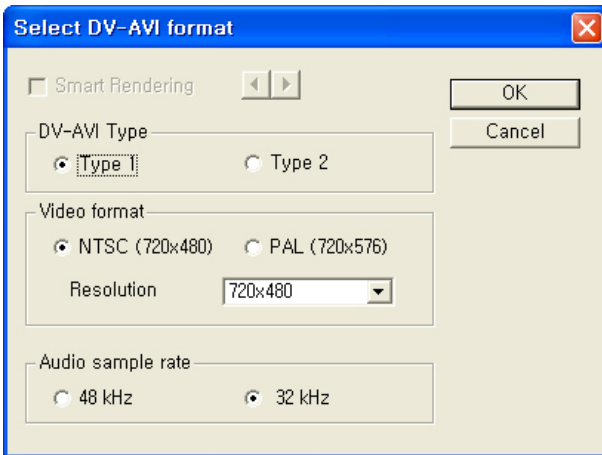 Select DV-AVI format
Smart Rendering
OK
DV-AVI Type
Cancel
Type 1
Type 2
Video format
NTSC (720x480)
PAL (720x576)
Resolution
720x480
Audio sample rate
48 kHz
32 kHz